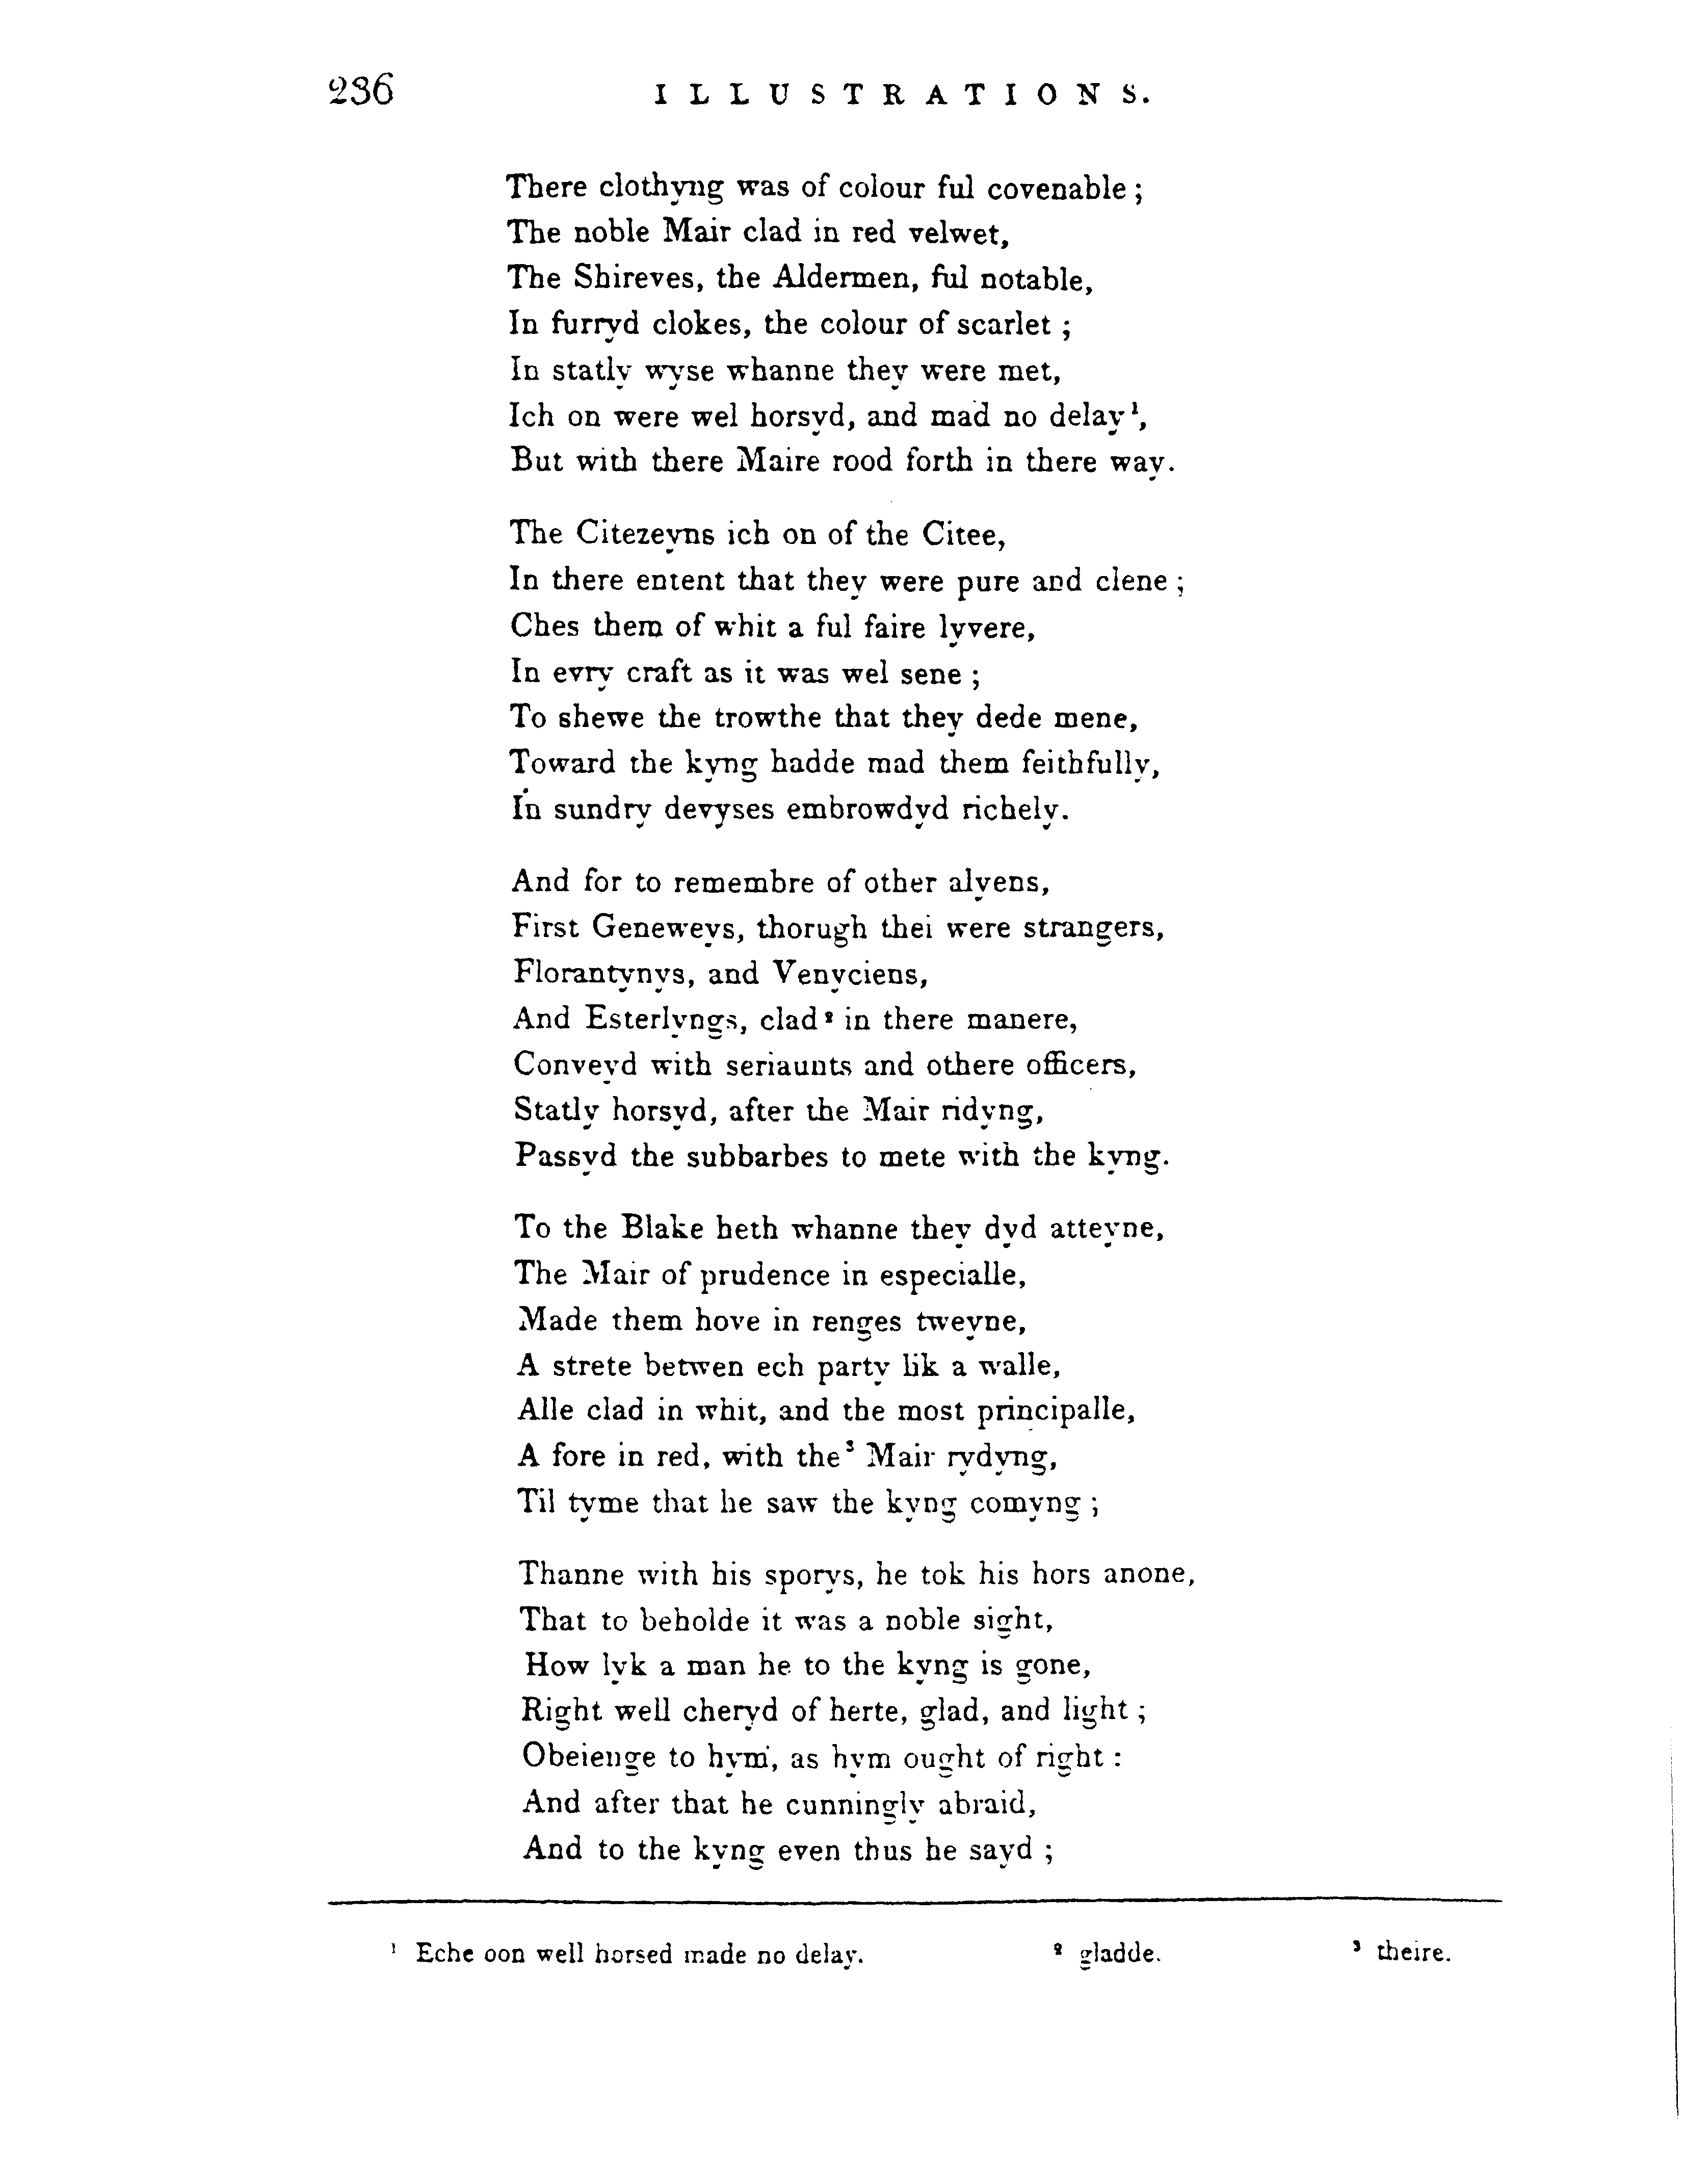 236 ILLUSTRATIONS.
There clothyng was of colour ful covenable;
The noble Mair clad in red velwet,
The Shireves, the Aldermen, ful notable,
In furryd clokes, the colour of scarlet;
In statly wyse whanne they were met,
Ich on were wel horsyd, and mad no delay¹,
But with there Maire rood forth in there way.
The Citezeyns ich on of the Citee,
In there entent that they were pure and clene;
Ches them of whit a ful faire lyvere,
In evry craft as it was wel sene;
To shewe the trowthe that they dede mene,
Toward the kyng hadde mad them feithfully,
In sundry devyses embrowdyd richely.
And for to remembre of other alyens,
First Geneweys, thorugh thei were strangers,
Florantynys, and Venyciens,
And Esterlyngs, clad² in there manere,
Conveyd with seriaunts and othere officers,
Statly horsyd, after the Mair ridyng,
Passyd the subbarbes to mete with the kyng.
To the Blake heth whanne they dyd atteyne,
The Mair of prudence in especialle,
Made them hove in renges tweyne,
A strete betwen ech party lik a walle,
Alle clad in whit, and the most principalle,
A fore in red, with the³ Mair rydyng,
Til tyme that he saw the kyng comyng;
Thanne with his sporys, he tok his hors anone,
That to beholde it was a noble sight,
How lyk a man he to the kyng is gone,
Right well cheryd of herte, glad, and light;
Obeienge to hym, as hym ought of right:
And after that he cunningly abraid,
And to the kyng even thus he sayd;
¹ Eche oon well horsed made no delay. ² gladde. ³ theire.